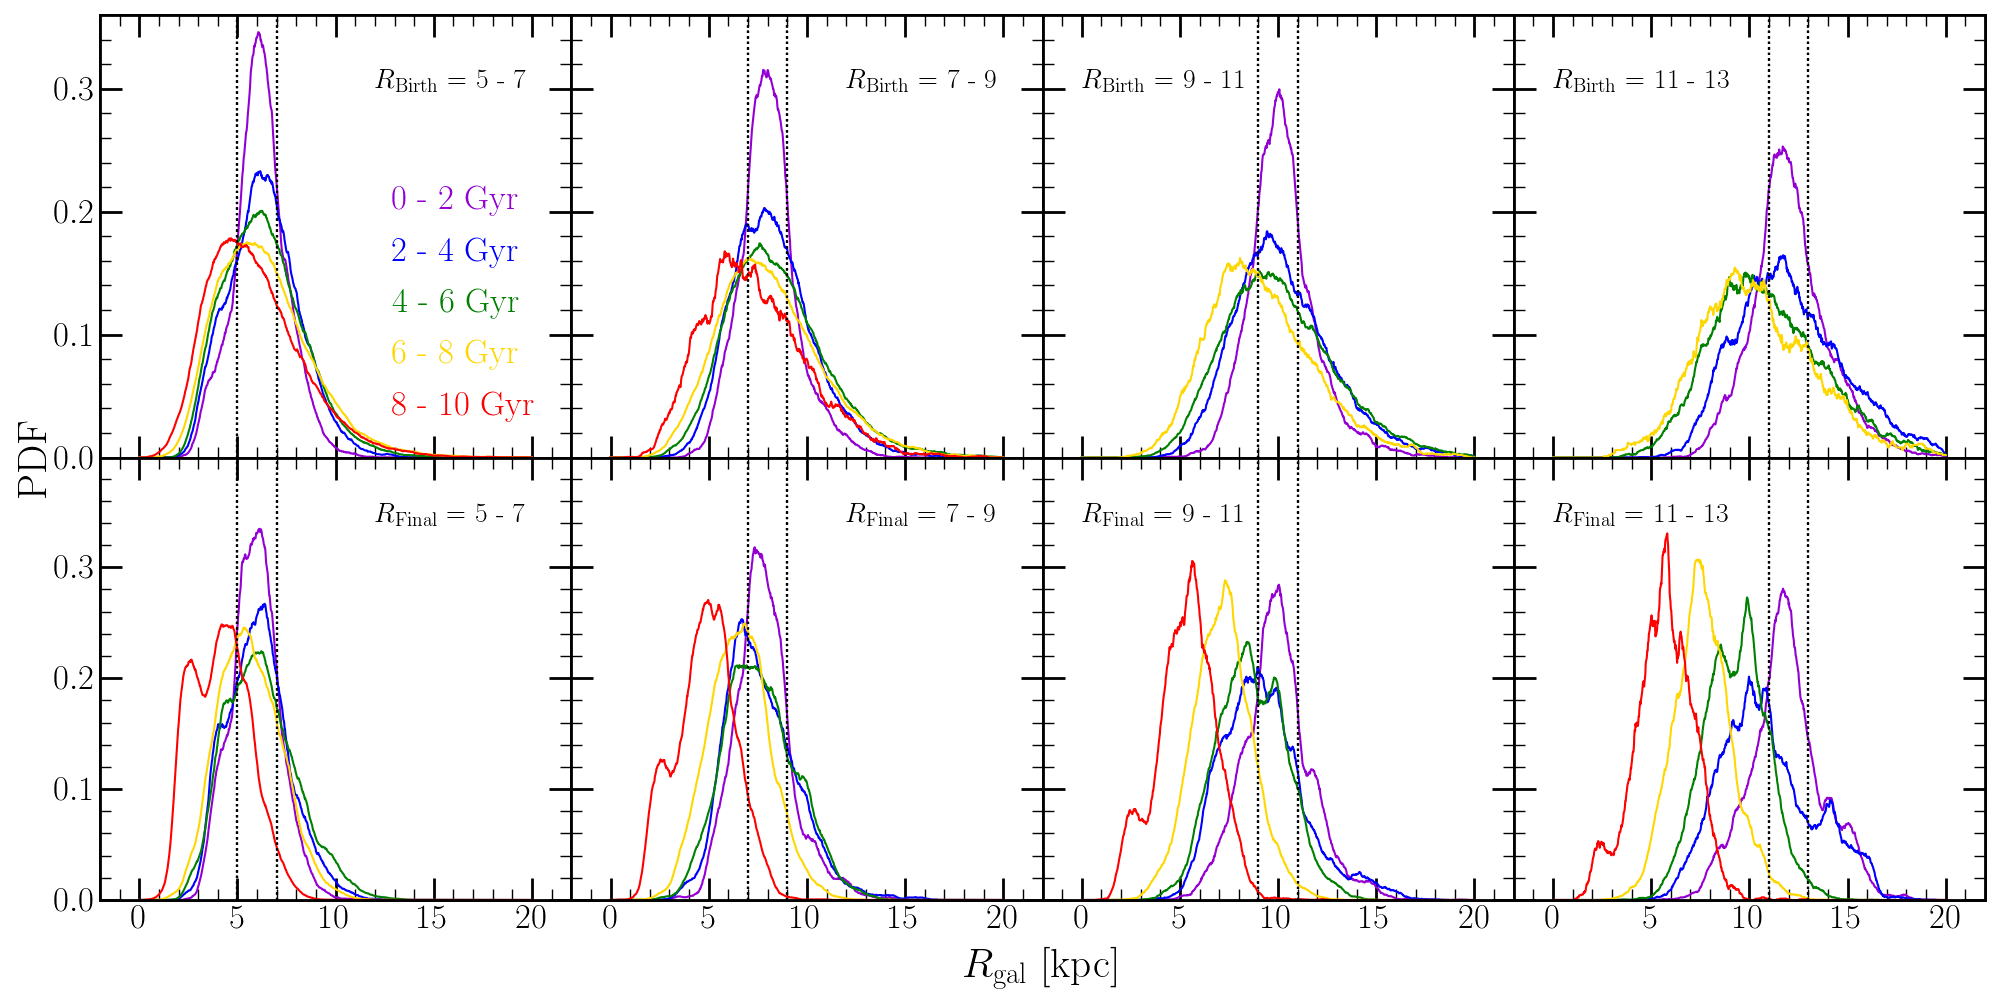 R_Birth = 5 - 7
R_Birth = 7 - 9
R_Birth = 9 - 11
R_Birth = 11 - 13
0 - 2 Gyr
2 - 4 Gyr
4 - 6 Gyr
6 - 8 Gyr
8 - 10 Gyr
0.3
0.2
0.1
0.0
PDF
R_Final = 5 - 7
R_Final = 7 - 9
R_Final = 9 - 11
R_Final = 11 - 13
0.3
0.2
0.1
0.0
0 5 10 15 20 0 5 10 15 20 0 5 10 15 20 0 5 10 15 20
R_gal [kpc]